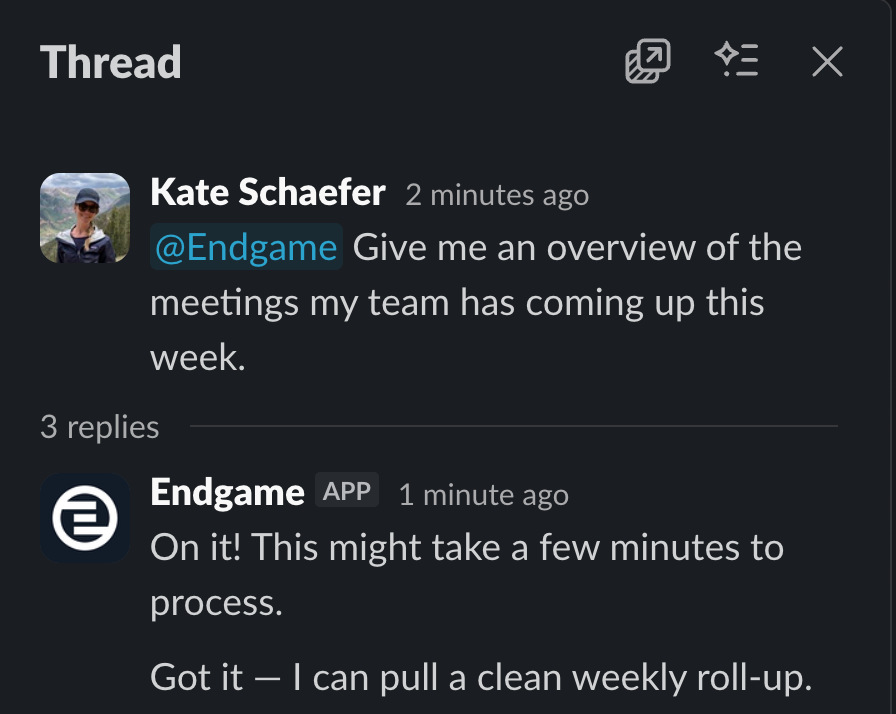 Thread
Kate Schaefer 2 minutes ago
@Endgame Give me an overview of the
meetings my team has coming up this
week.
3 replies
Endgame APP 1 minute ago
On it! This might take a few minutes to
process.
Got it — I can pull a clean weekly roll-up.